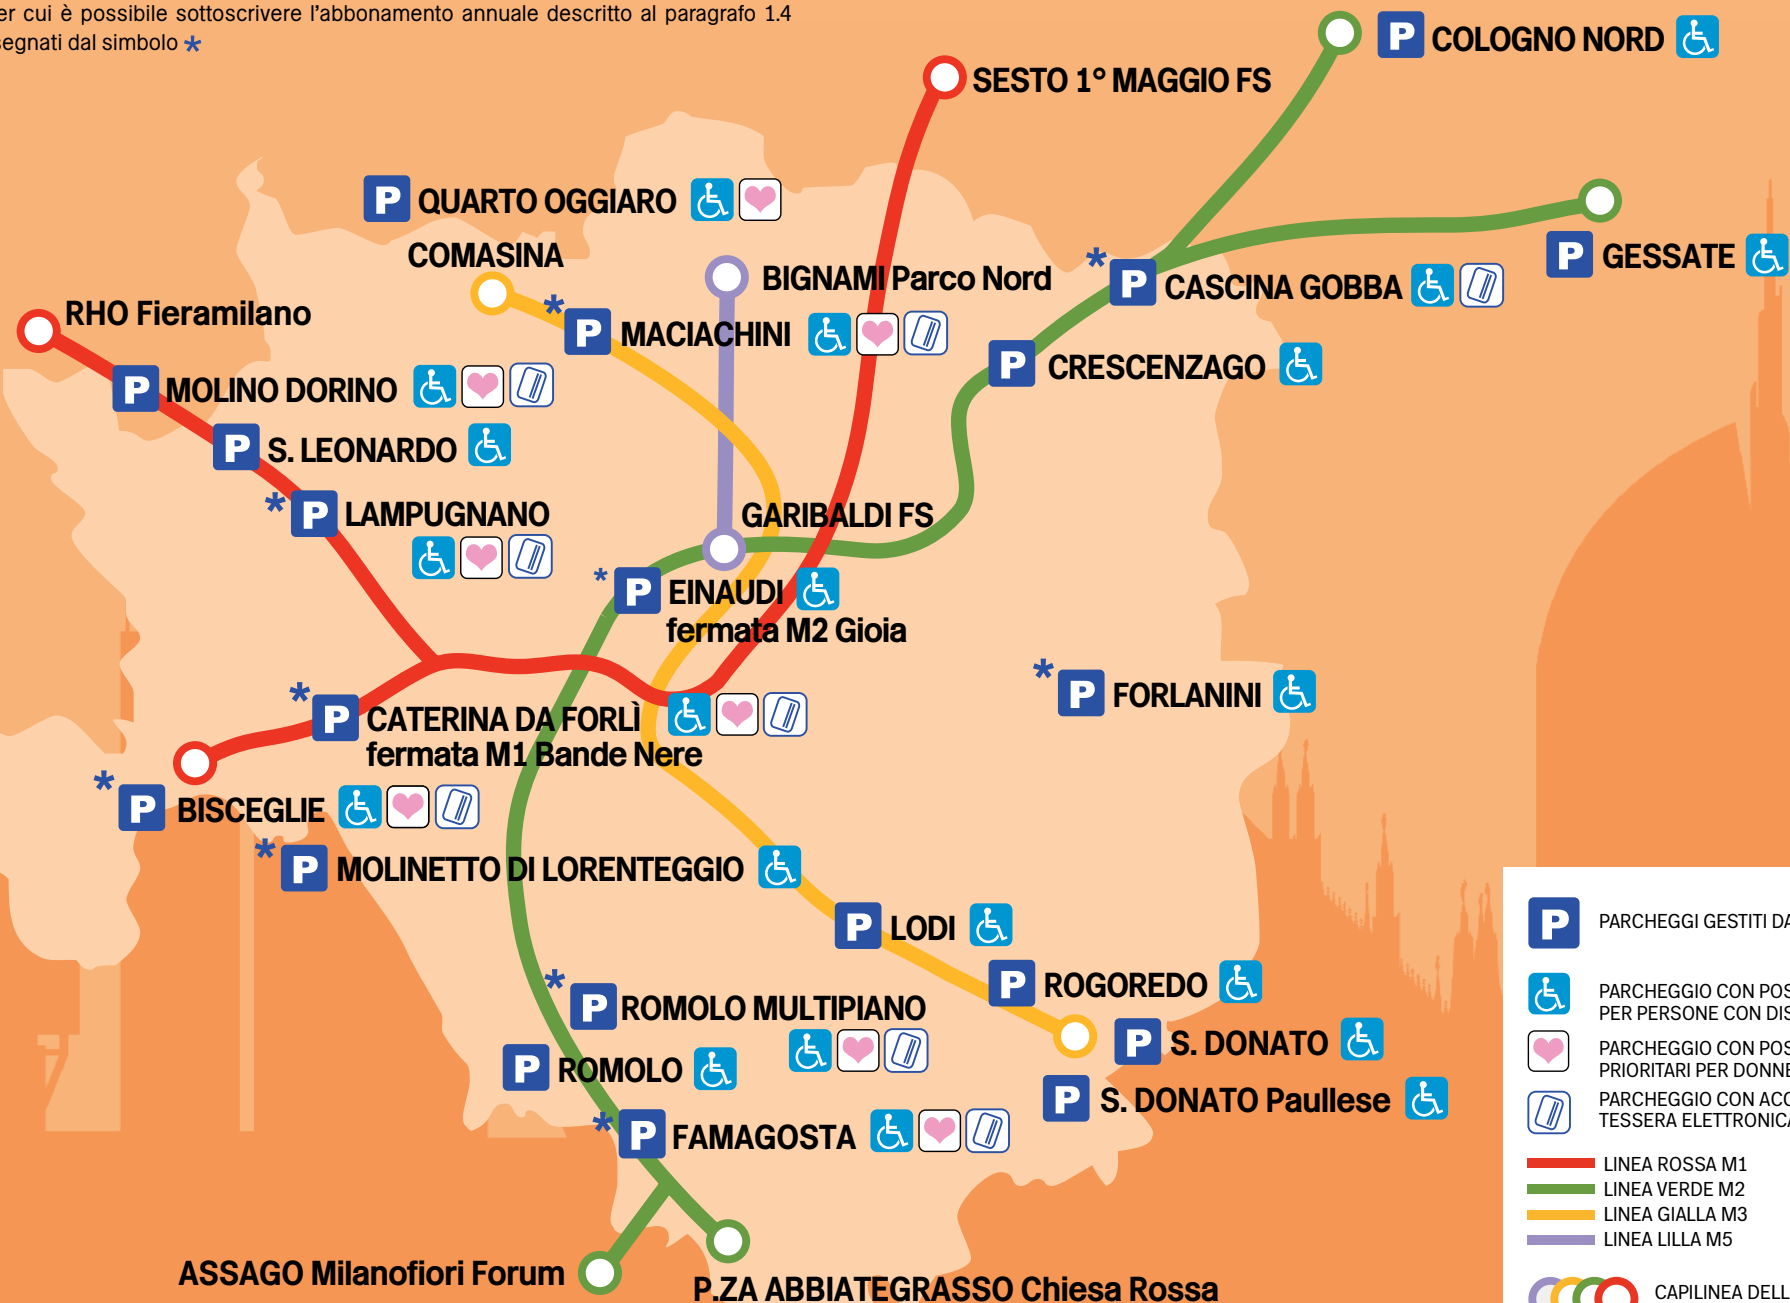 er cui è possibile sottoscrivere l'abbonamento annuale descritto al paragrafo 1.4
segnati dal simbolo *
P COLOGNO NORD
SESTO 1° MAGGIO FS
P QUARTO OGGIARO
COMASINA
P GESSATE
BIGNAMI Parco Nord
* P CASCINA GOBBA
RHO Fieramilano
* P MACIACHINI
P CRESCENZAGO
P MOLINO DORINO
P S. LEONARDO
* P LAMPUGNANO
GARIBALDI FS
* P EINAUDI
fermata M2 Gioia
* P FORLANINI
* P CATERINA DA FORLÌ
fermata M1 Bande Nere
* P BISCEGLIE
* P MOLINETTO DI LORENTEGGIO
P LODI
P ROGOREDO
* P ROMOLO MULTIPIANO
P S. DONATO
P ROMOLO
P S. DONATO Paullese
* P FAMAGOSTA
ASSAGO Milanofiori Forum
P.ZA ABBIATEGRASSO Chiesa Rossa
P PARCHEGGI GESTITI DA
PARCHEGGIO CON POS
PER PERSONE CON DIS
PARCHEGGIO CON POS
PRIORITARI PER DONNE
PARCHEGGIO CON ACC
TESSERA ELETTRONICA
LINEA ROSSA M1
LINEA VERDE M2
LINEA GIALLA M3
LINEA LILLA M5
CAPILINEA DELL